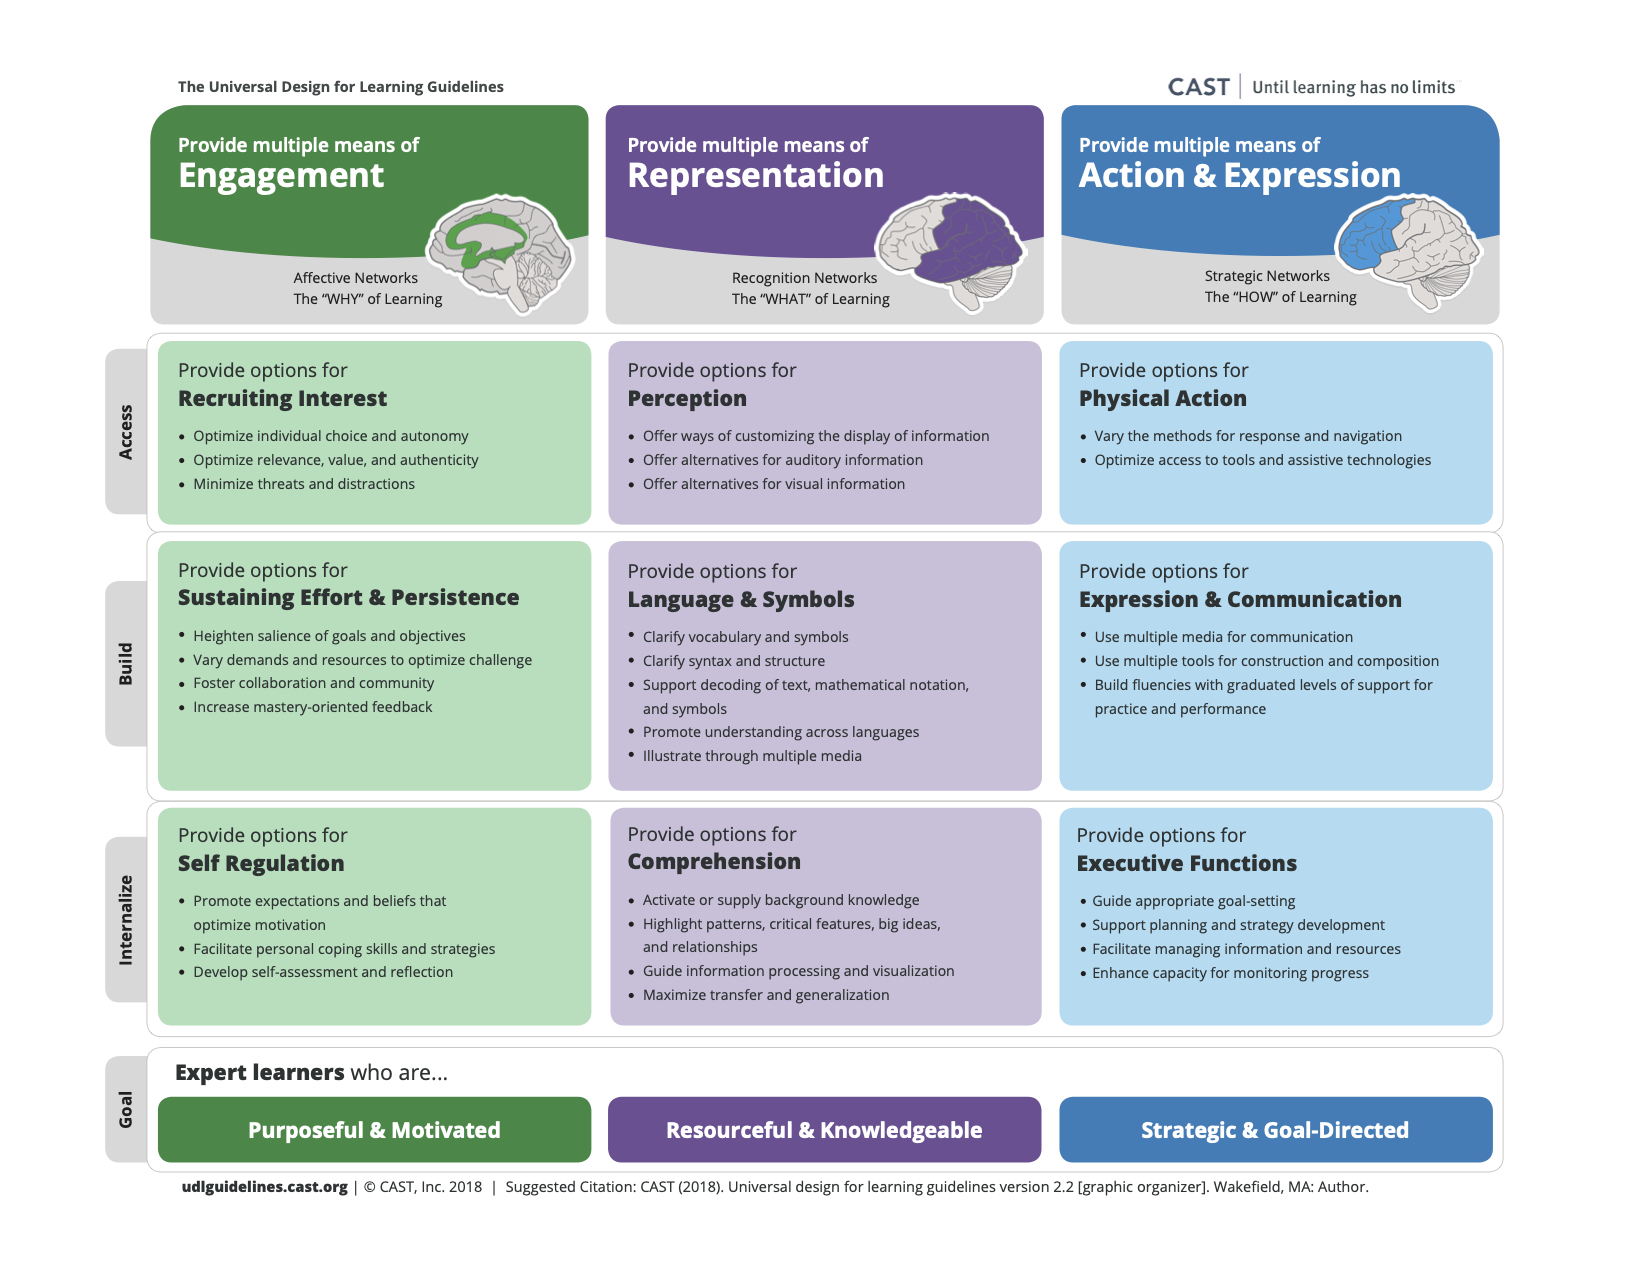 The Universal Design for Learning Guidelines
CAST | Until learning has no limits
Provide multiple means of
Engagement
Affective Networks
The “WHY” of Learning
Provide multiple means of
Representation
Recognition Networks
The “WHAT” of Learning
Provide multiple means of
Action & Expression
Strategic Networks
The “HOW” of Learning
Access
Provide options for
Recruiting Interest
• Optimize individual choice and autonomy
• Optimize relevance, value, and authenticity
• Minimize threats and distractions
Provide options for
Perception
• Offer ways of customizing the display of information
• Offer alternatives for auditory information
• Offer alternatives for visual information
Provide options for
Physical Action
• Vary the methods for response and navigation
• Optimize access to tools and assistive technologies
Build
Provide options for
Sustaining Effort & Persistence
• Heighten salience of goals and objectives
• Vary demands and resources to optimize challenge
• Foster collaboration and community
• Increase mastery-oriented feedback
Provide options for
Language & Symbols
• Clarify vocabulary and symbols
• Clarify syntax and structure
• Support decoding of text, mathematical notation,
and symbols
• Promote understanding across languages
• Illustrate through multiple media
Provide options for
Expression & Communication
• Use multiple media for communication
• Use multiple tools for construction and composition
• Build fluencies with graduated levels of support for
practice and performance
Internalize
Provide options for
Self Regulation
• Promote expectations and beliefs that
optimize motivation
• Facilitate personal coping skills and strategies
• Develop self-assessment and reflection
Provide options for
Comprehension
• Activate or supply background knowledge
• Highlight patterns, critical features, big ideas,
and relationships
• Guide information processing and visualization
• Maximize transfer and generalization
Provide options for
Executive Functions
• Guide appropriate goal-setting
• Support planning and strategy development
• Facilitate managing information and resources
• Enhance capacity for monitoring progress
Goal
Expert learners who are...
Purposeful & Motivated
Resourceful & Knowledgeable
Strategic & Goal-Directed
udlguidelines.cast.org | © CAST, Inc. 2018 | Suggested Citation: CAST (2018). Universal design for learning guidelines version 2.2 [graphic organizer]. Wakefield, MA: Author.